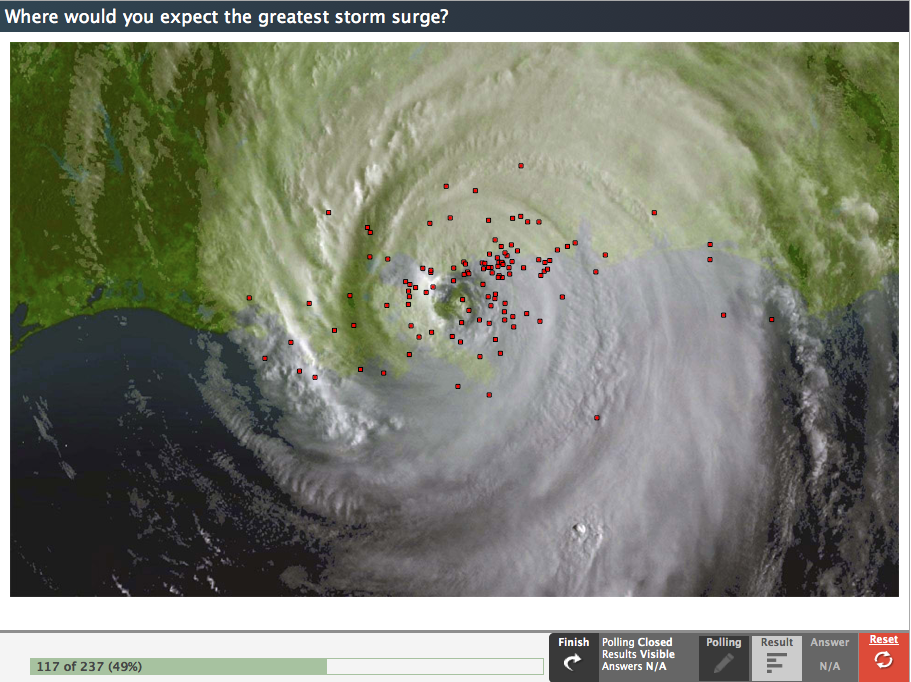 Where would you expect the greatest storm surge?
117 of 237 (49%)
Finish
Polling Closed
Results Visible
Answers N/A
Polling
Result
Answer
N/A
Reset